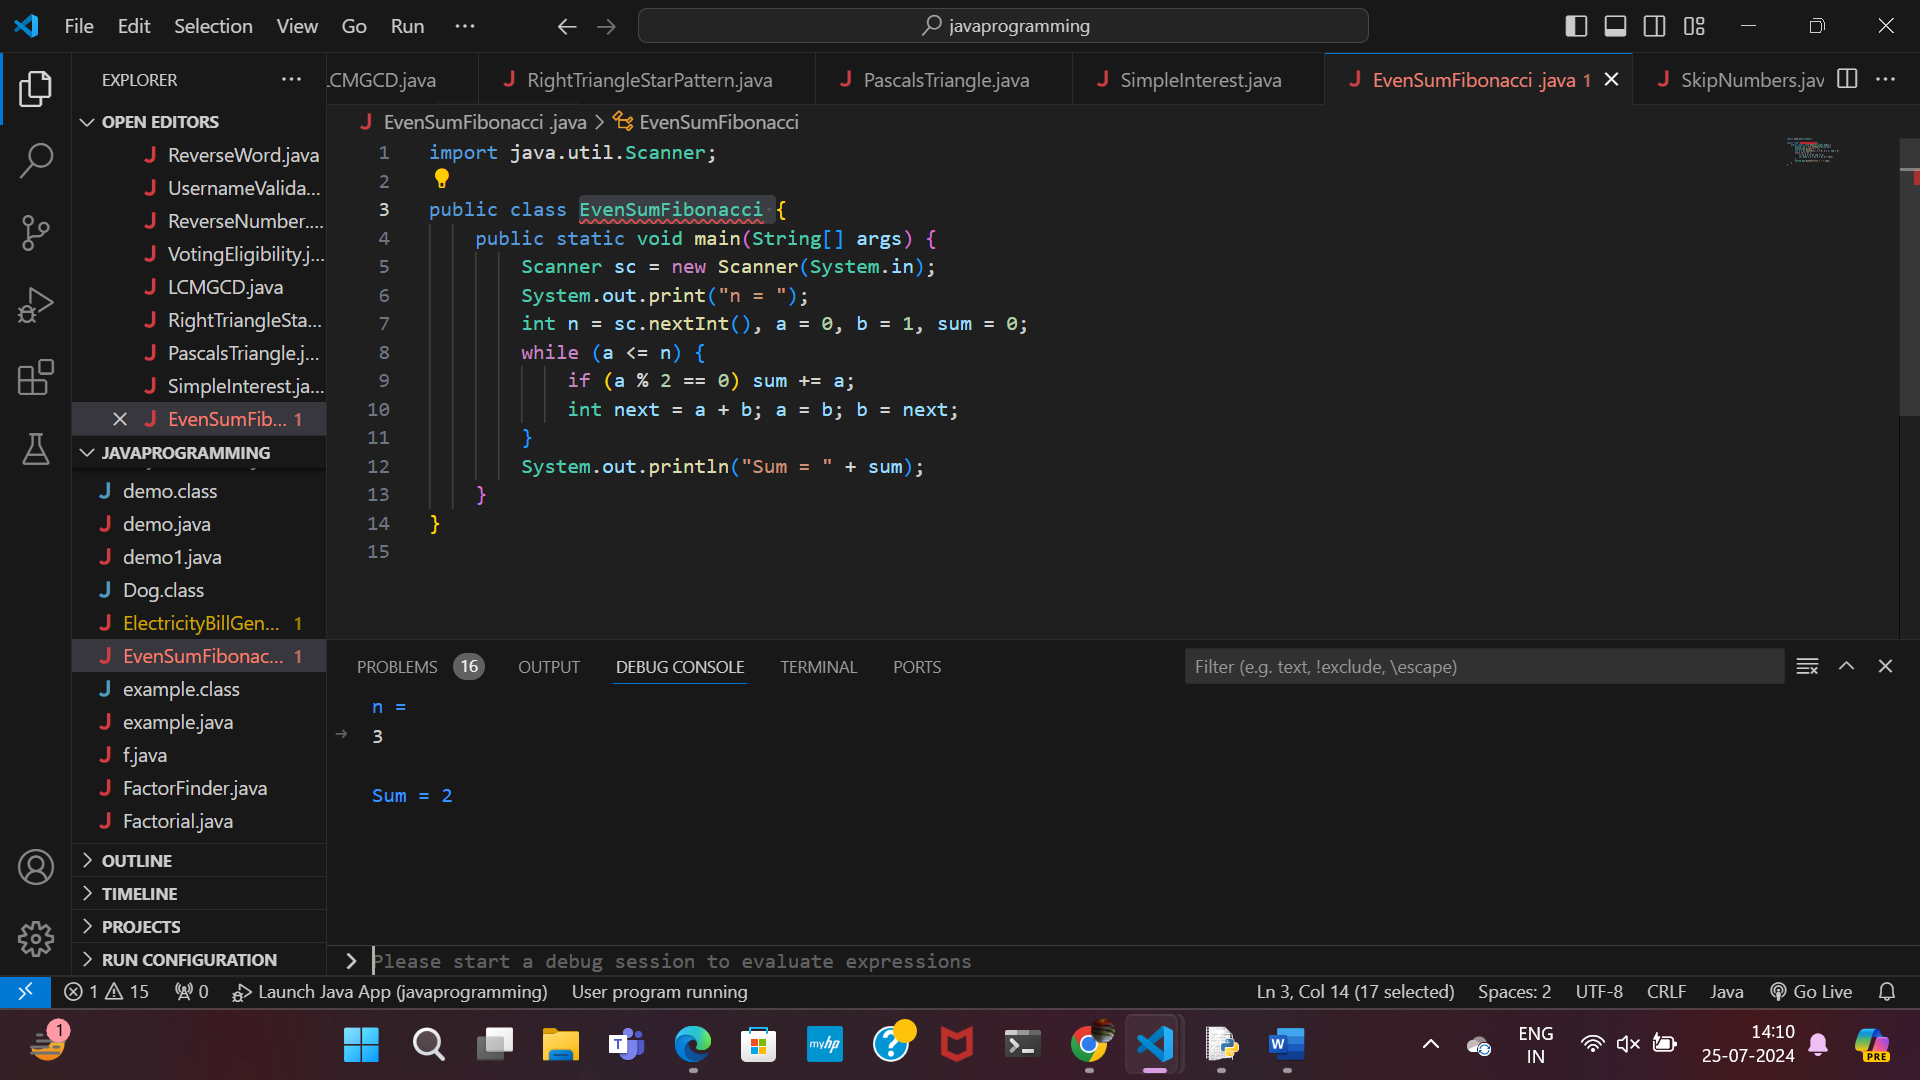 File Edit Selection View Go Run ···
javaprogramming
EXPLORER ···
LCMGCD.java
RightTriangleStarPattern.java
PascalsTriangle.java
SimpleInterest.java
EvenSumFibonacci .java 1
SkipNumbers.jav
OPEN EDITORS
ReverseWord.java
UsernameValida...
ReverseNumber....
VotingEligibility.j...
LCMGCD.java
RightTriangleSta...
PascalsTriangle.j...
SimpleInterest.ja...
EvenSumFib... 1
JAVAPROGRAMMING
demo.class
demo.java
demo1.java
Dog.class
ElectricityBillGen... 1
EvenSumFibonac... 1
example.class
example.java
f.java
FactorFinder.java
Factorial.java
OUTLINE
TIMELINE
PROJECTS
RUN CONFIGURATION
EvenSumFibonacci .java > EvenSumFibonacci
1 import java.util.Scanner;
2
3 public class EvenSumFibonacci {
4 public static void main(String[] args) {
5 Scanner sc = new Scanner(System.in);
6 System.out.print("n = ");
7 int n = sc.nextInt(), a = 0, b = 1, sum = 0;
8 while (a <= n) {
9 if (a % 2 == 0) sum += a;
10 int next = a + b; a = b; b = next;
11 }
12 System.out.println("Sum = " + sum);
13 }
14 }
15
PROBLEMS 16 OUTPUT DEBUG CONSOLE TERMINAL PORTS
Filter (e.g. text, !exclude, \escape)
n =
3
Sum = 2
Please start a debug session to evaluate expressions
1 15 0 Launch Java App (javaprogramming) User program running
Ln 3, Col 14 (17 selected) Spaces: 2 UTF-8 CRLF Java Go Live
1
myhp
ENG
IN
14:10
25-07-2024
PRE